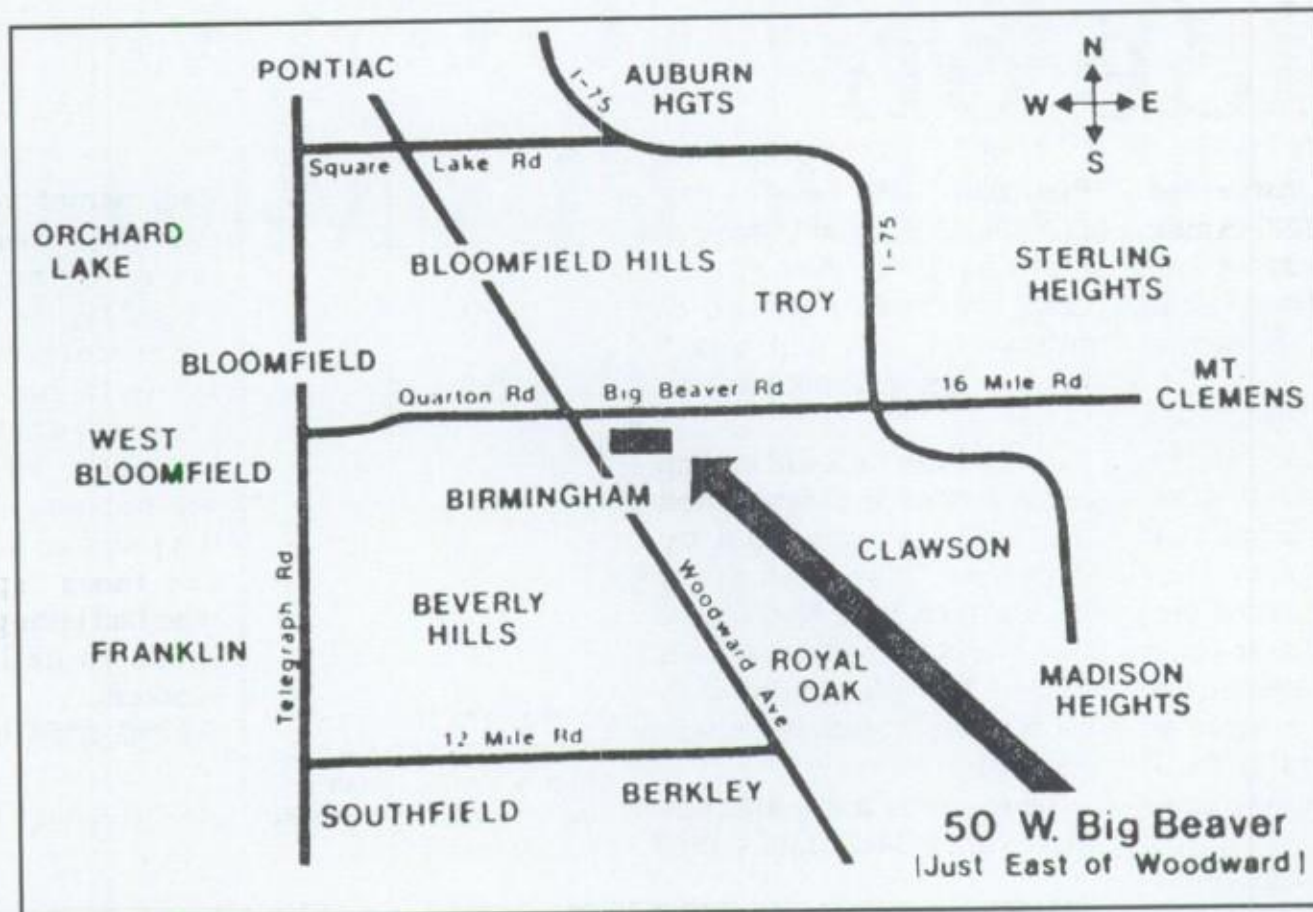 PONTIAC
AUBURN
HGTS
I-75
N
W E
S
Square Lake Rd
ORCHARD
LAKE
BLOOMFIELD HILLS
I-75
TROY
STERLING
HEIGHTS
BLOOMFIELD
Quarton Rd
Big Beaver Rd
16 Mile Rd.
MT.
CLEMENS
WEST
BLOOMFIELD
BIRMINGHAM
CLAWSON
Telegraph Rd
Woodward Ave
BEVERLY
HILLS
FRANKLIN
ROYAL
OAK
MADISON
HEIGHTS
12 Mile Rd
BERKLEY
SOUTHFIELD
50 W. Big Beaver
|Just East of Woodward|